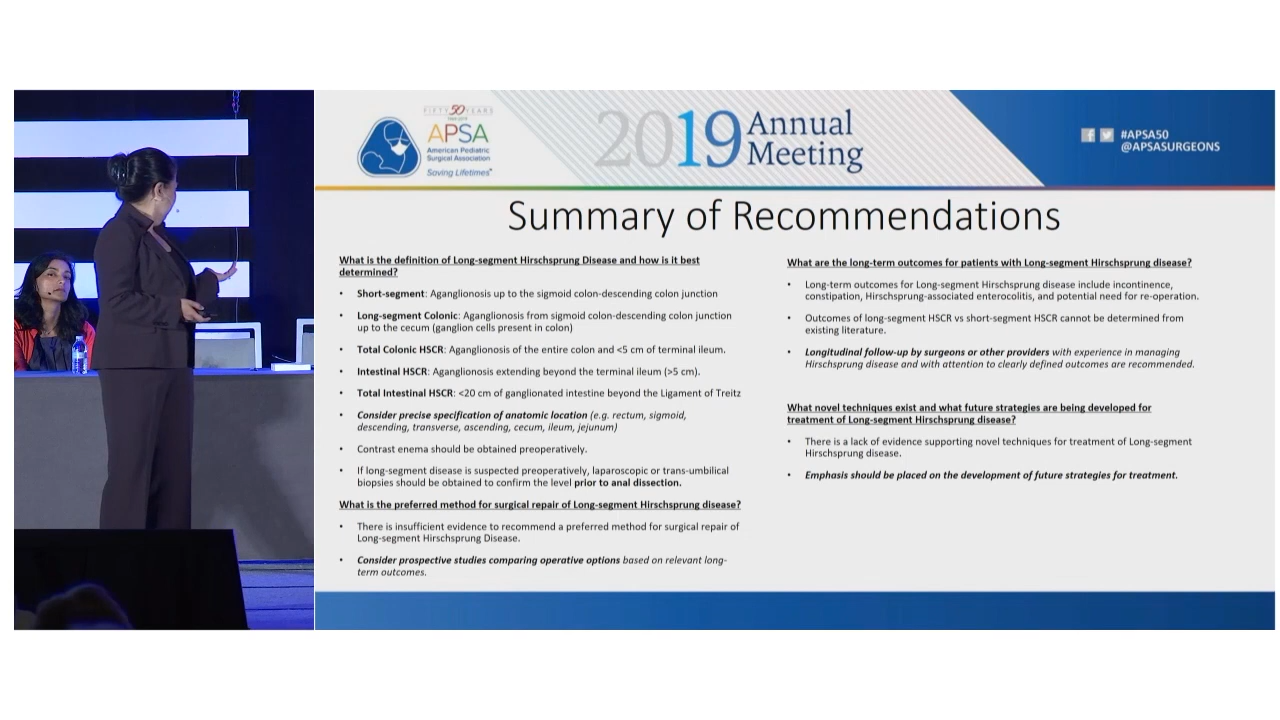 FIFTY 50 YEARS
APSA
American Pediatric
Surgical Association
Saving Lifetimes
2019 Annual
Meeting
#APSA50
@APSASURGEONS
Summary of Recommendations
What is the definition of Long-segment Hirschsprung Disease and how is it best
determined?
• Short-segment: Aganglionosis up to the sigmoid colon-descending colon junction
• Long-segment Colonic: Aganglionosis from sigmoid colon-descending colon junction
up to the cecum (ganglion cells present in colon)
• Total Colonic HSCR: Aganglionosis of the entire colon and <5 cm of terminal ileum.
• Intestinal HSCR: Aganglionosis extending beyond the terminal ileum (>5 cm).
• Total Intestinal HSCR: <20 cm of ganglionated intestine beyond the Ligament of Treitz
• Consider precise specification of anatomic location (e.g. rectum, sigmoid,
descending, transverse, ascending, cecum, ileum, jejunum)
• Contrast enema should be obtained preoperatively.
• If long-segment disease is suspected preoperatively, laparoscopic or trans-umbilical
biopsies should be obtained to confirm the level prior to anal dissection.
What is the preferred method for surgical repair of Long-segment Hirschsprung disease?
• There is insufficient evidence to recommend a preferred method for surgical repair of
Long-segment Hirschsprung Disease.
• Consider prospective studies comparing operative options based on relevant long-
term outcomes.
What are the long-term outcomes for patients with Long-segment Hirschsprung disease?
• Long-term outcomes for Long-segment Hirschsprung disease include incontinence,
constipation, Hirschsprung-associated enterocolitis, and potential need for re-operation.
• Outcomes of long-segment HSCR vs short-segment HSCR cannot be determined from
existing literature.
• Longitudinal follow-up by surgeons or other providers with experience in managing
Hirschsprung disease and with attention to clearly defined outcomes are recommended.
What novel techniques exist and what future strategies are being developed for
treatment of Long-segment Hirschsprung disease?
• There is a lack of evidence supporting novel techniques for treatment of Long-segment
Hirschsprung disease.
• Emphasis should be placed on the development of future strategies for treatment.